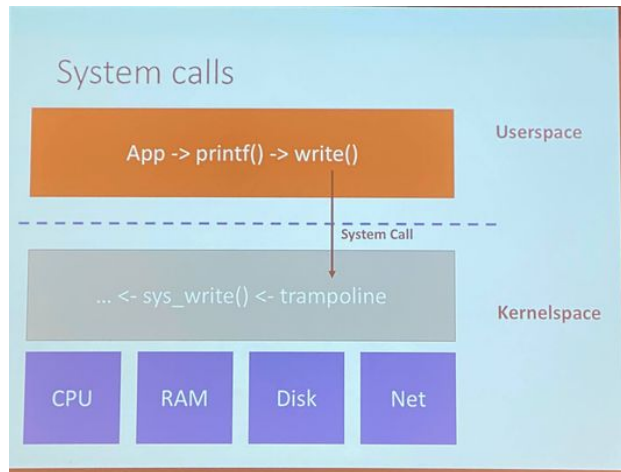 System calls
App -> printf() -> write()
Userspace
System Call
... <- sys_write() <- trampoline
Kernelspace
CPU
RAM
Disk
Net